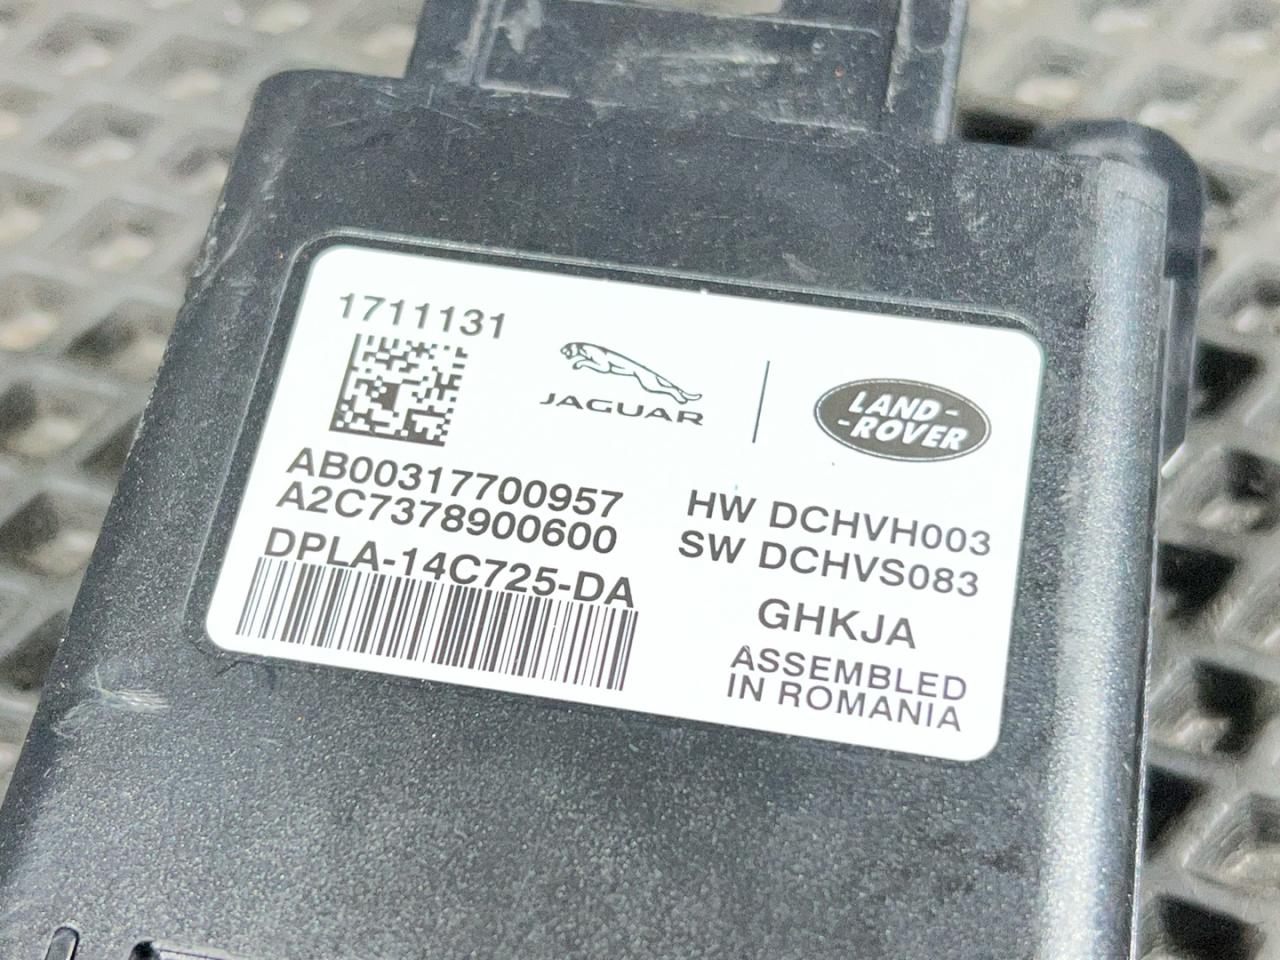 1711131
JAGUAR
LAND-
-ROVER
AB00317700957
A2C7378900600
DPLA-14C725-DA
HW DCHVH003
SW DCHVS083
GHKJA
ASSEMBLED
IN ROMANIA